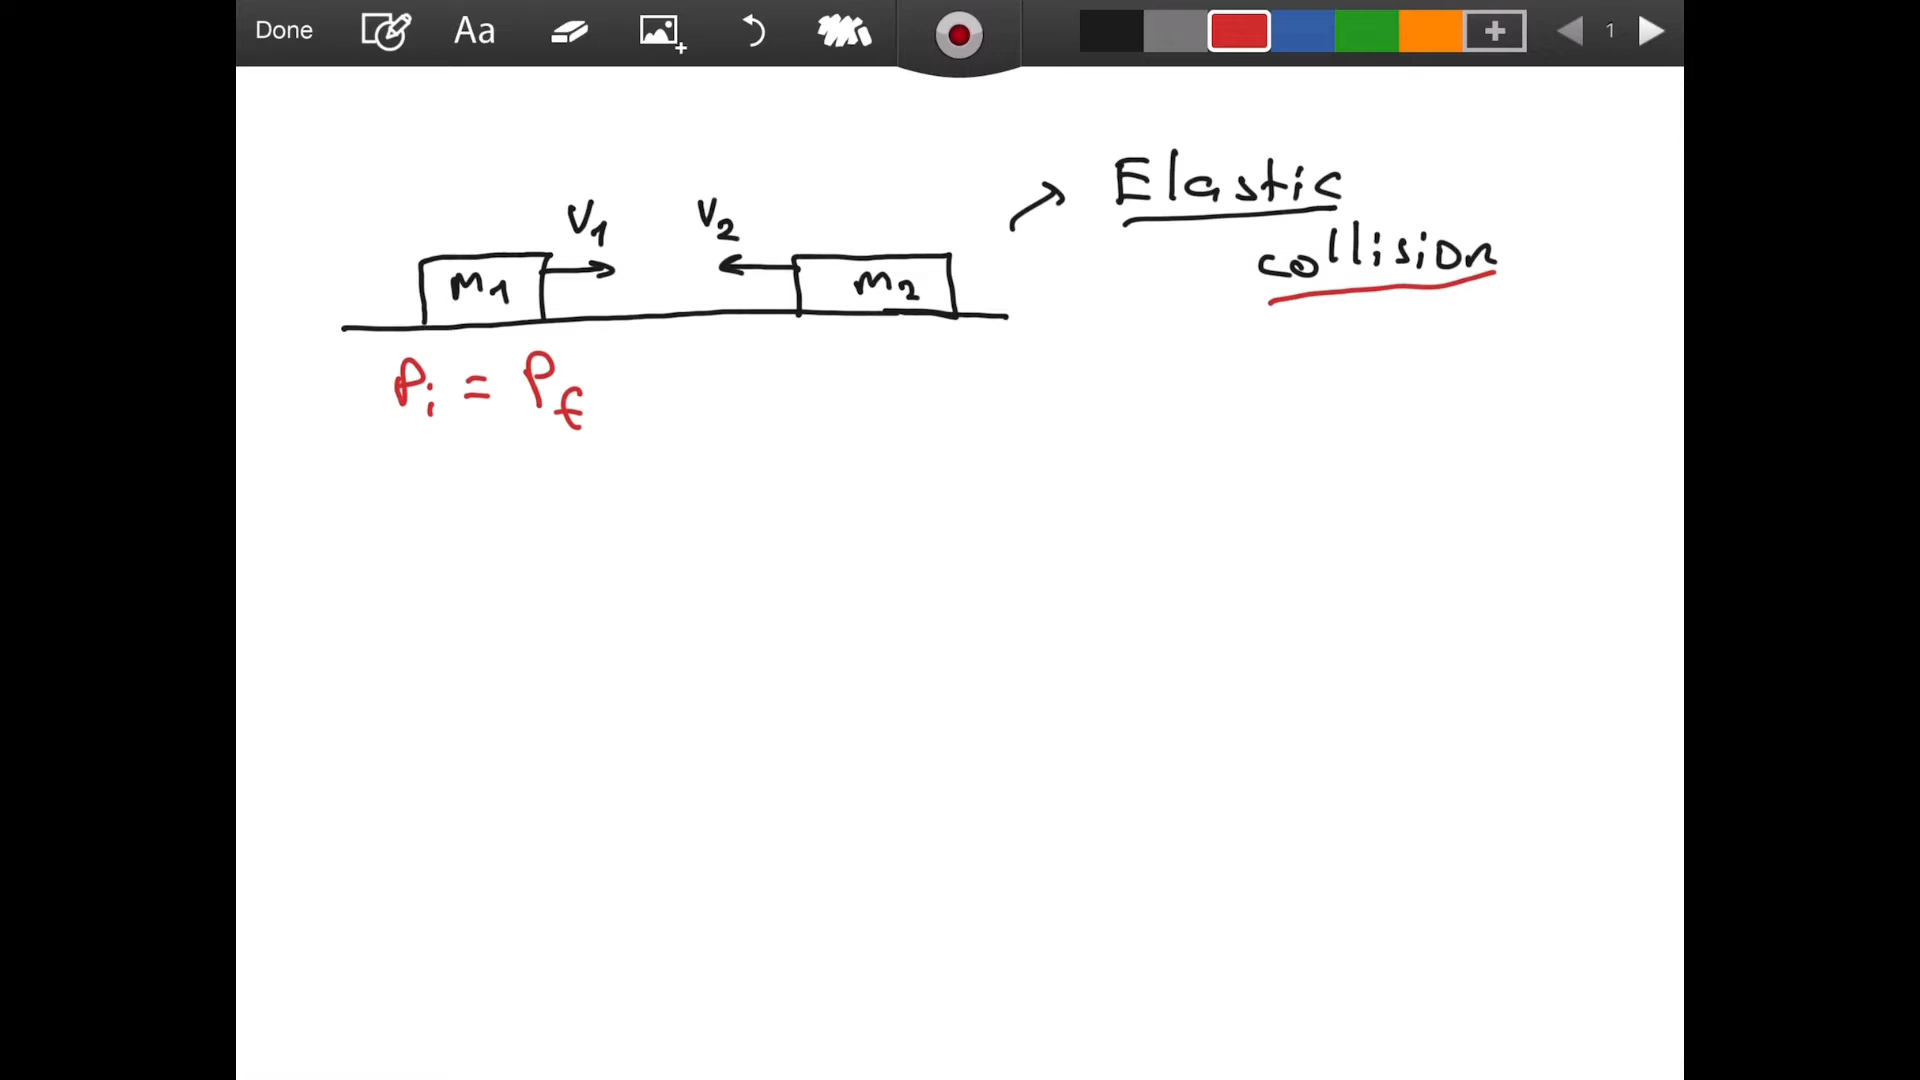 Done Aa 1
Elastic
collision
V1 V2
M1 m2
Pi = Pf